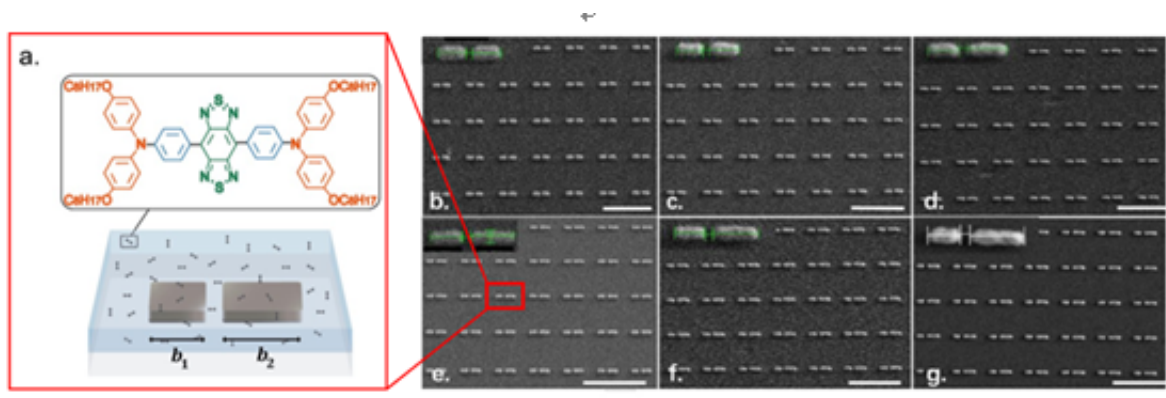 a.
C8H17O
OC8H17
N
S
N
N
N
N
S
N
C8H17O
OC8H17
b₁
b₂
b.
c.
d.
e.
f.
g.